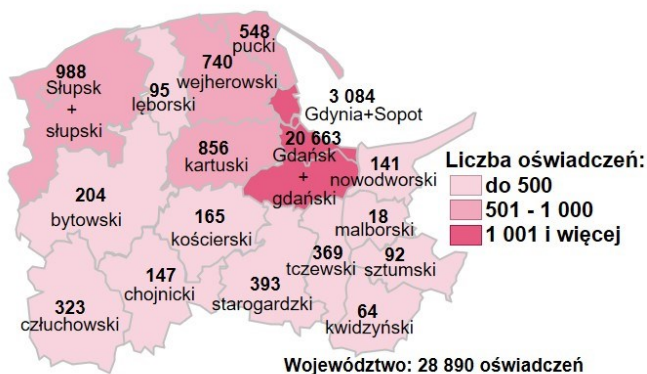 548
pucki
740
wejherowski
988
Słupsk
+
słupski
95
lęborski
3 084
Gdynia+Sopot
20 663
Gdańsk
+
gdański
856
kartuski
141
nowodworski
Liczba oświadczeń:
do 500
501 - 1 000
1 001 i więcej
204
bytowski
165
kościerski
18
malborski
369
tczewski
92
sztumski
147
chojnicki
393
starogardzki
323
człuchowski
64
kwidzyński
Województwo: 28 890 oświadczeń